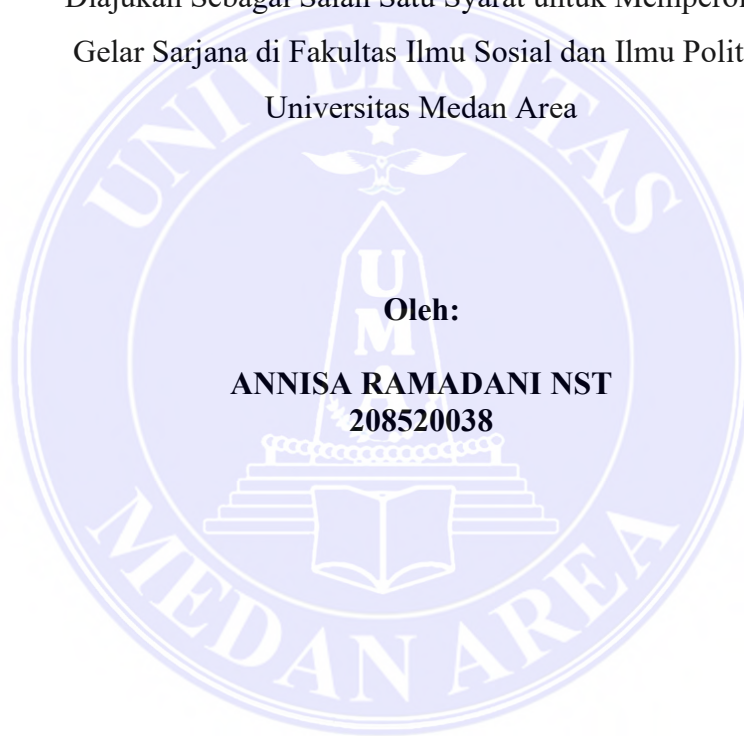 Diajukan Sebagai Salah Satu Syarat untuk
Gelar Sarjana di Fakultas Ilmu Sosial dan Ilmu
Universitas Medan Area
Oleh:
ANNISA RAMADANI NST
208520038
UNIVERSITAS
UMA
MEDAN AREA